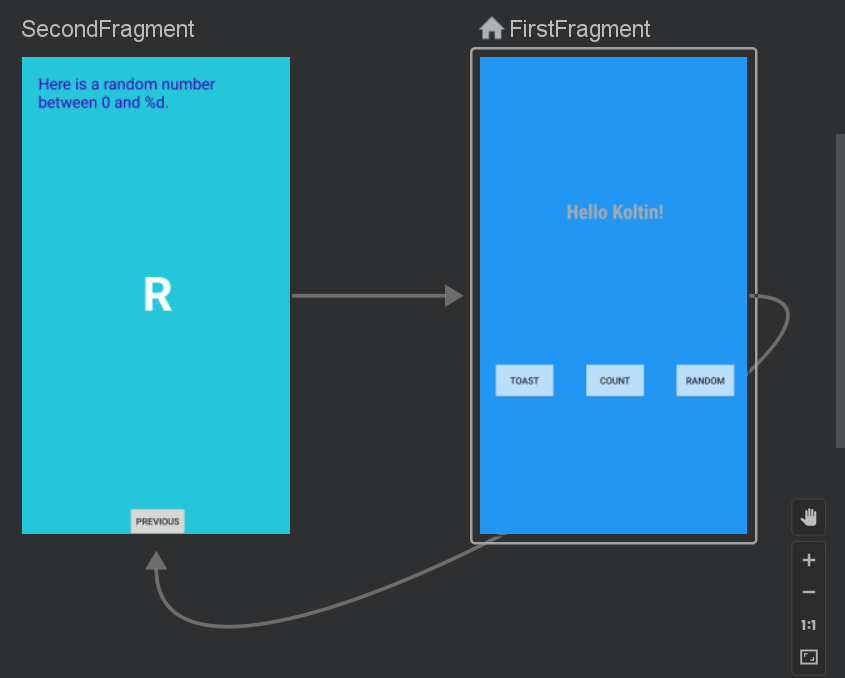 SecondFragment
FirstFragment
Here is a random number
between 0 and %d.
Hello Koltin!
R
TOAST
COUNT
RANDOM
PREVIOUS
1:1